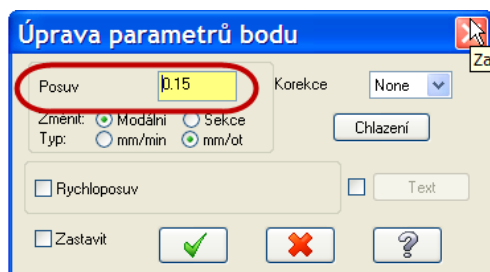 Úprava parametrů bodu
Za
Posuv 0.15 Korekce None
Změnit: Modální Sekce
Typ: mm/min mm/ot Chlazení
Rychloposuv Text
Zastavit